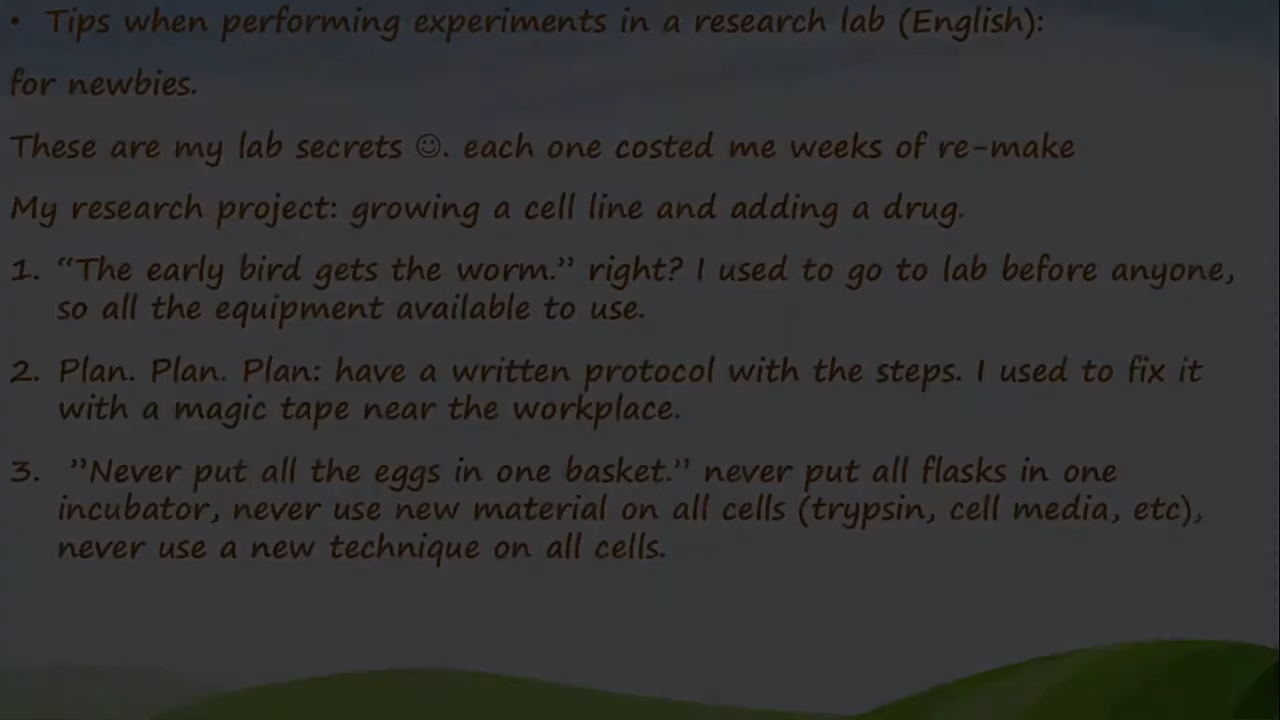 • Tips when performing experiments in a research lab (English):
for newbies.
These are my lab secrets ☺. each one costed me weeks of re-make
My research project: growing a cell line and adding a drug.
1. “The early bird gets the worm.” right? I used to go to lab before anyone,
so all the equipment available to use.
2. Plan. Plan. Plan: have a written protocol with the steps. I used to fix it
with a magic tape near the workplace.
3. ”Never put all the eggs in one basket.” never put all flasks in one
incubator, never use new material on all cells (trypsin, cell media, etc),
never use a new technique on all cells.